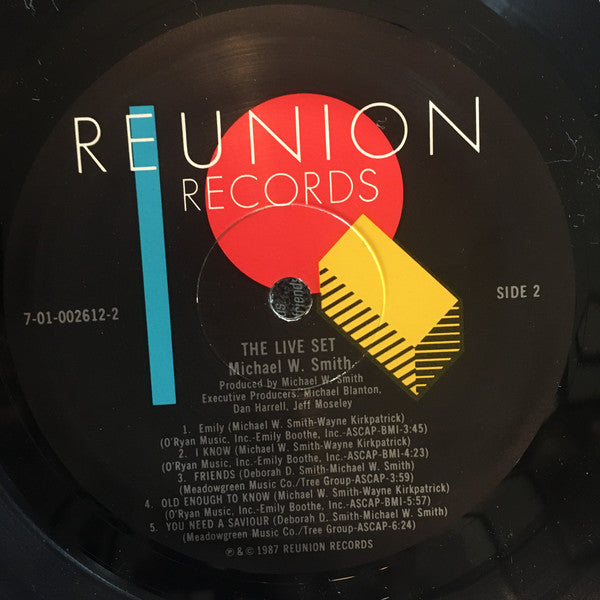 REUNION
RECORDS
7-01-002612-2
SIDE 2
THE LIVE SET
Michael W. Smith
Produced by Michael W. Smith
Executive Producers: Michael Blanton,
Dan Harrell, Jeff Moseley
1. Emily (Michael W. Smith-Wayne Kirkpatrick)
(O'Ryan Music, Inc.-Emily Boothe, Inc.-ASCAP-BMI-3:45)
2. I KNOW (Michael W. Smith-Wayne Kirkpatrick)
(O'Ryan Music, Inc.-Emily Boothe, Inc.-ASCAP-BMI-4:23)
3. FRIENDS (Deborah D. Smith-Michael W. Smith)
(Meadowgreen Music Co./Tree Group-ASCAP-3:59)
4. OLD ENOUGH TO KNOW (Michael W. Smith-Wayne Kirkpatrick)
(O'Ryan Music, Inc-Emily Boothe, Inc.-ASCAP-BMI-5:57)
5. YOU NEED A SAVIOUR (Deborah D. Smith-Michael W. Smith)
(Meadowgreen Music Co./Tree Group-ASCAP-6:24)
℗ & © 1987 REUNION RECORDS